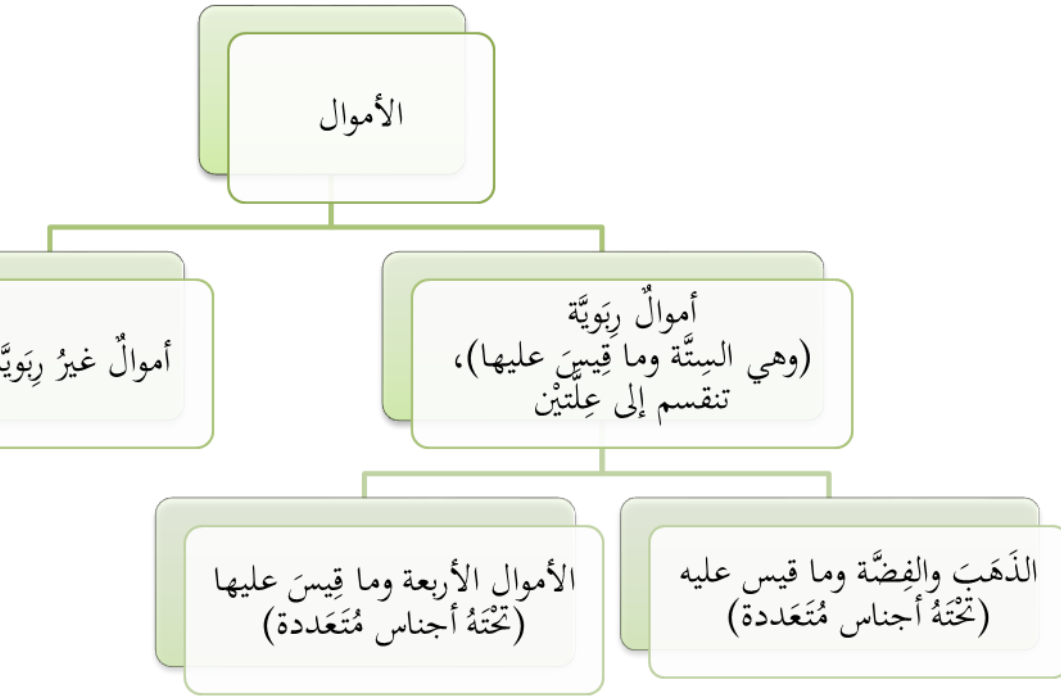 الأموال
أموالٌ رِبَويَّة
(وهي السِتَّة وما قِيسَ عليها)،
تنقسم إلى عِلَّتيْن
أموالٌ غيرُ
الذَهَبَ والفِضَّة وما قيس عليه
(تَحْتَهُ أجناس مُتَعَددة)
الأموال الأربعة وما قِيسَ عليها
(تَحْتَهُ أجناس مُتَعَددة)